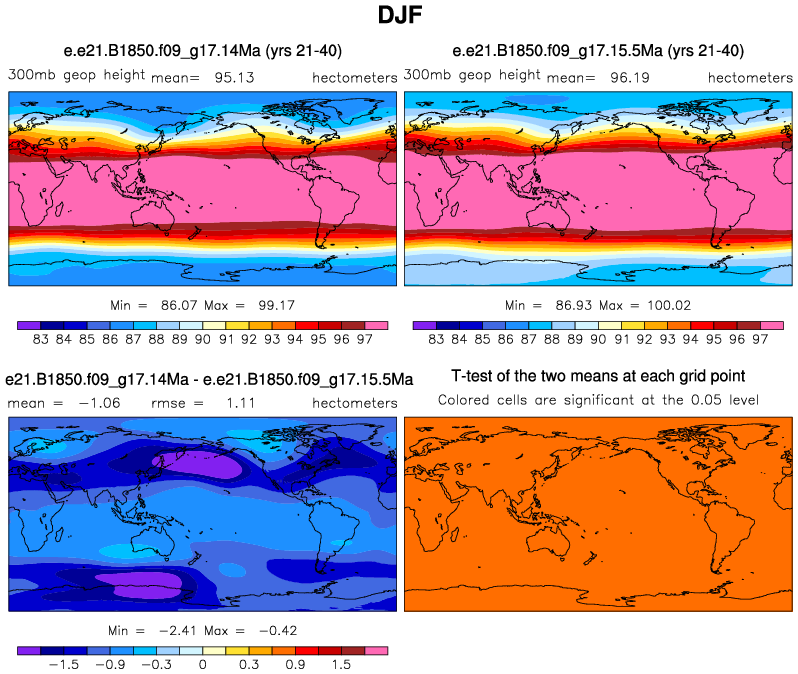 DJF
e.e21.B1850.f09_g17.14Ma (yrs 21-40)
300mb geop height mean= 95.13 hectometers
Min = 86.07 Max = 99.17
83 84 85 86 87 88 89 90 91 92 93 94 95 96 97
e.e21.B1850.f09_g17.15.5Ma (yrs 21-40)
300mb geop height mean= 96.19 hectometers
Min = 86.93 Max = 100.02
83 84 85 86 87 88 89 90 91 92 93 94 95 96 97
e21.B1850.f09_g17.14Ma - e.e21.B1850.f09_g17.15.5Ma
mean = −1.06 rmse = 1.11 hectometers
Min = −2.41 Max = −0.42
−1.5 −0.9 −0.3 0 0.3 0.9 1.5
T-test of the two means at each grid point
Colored cells are significant at the 0.05 level